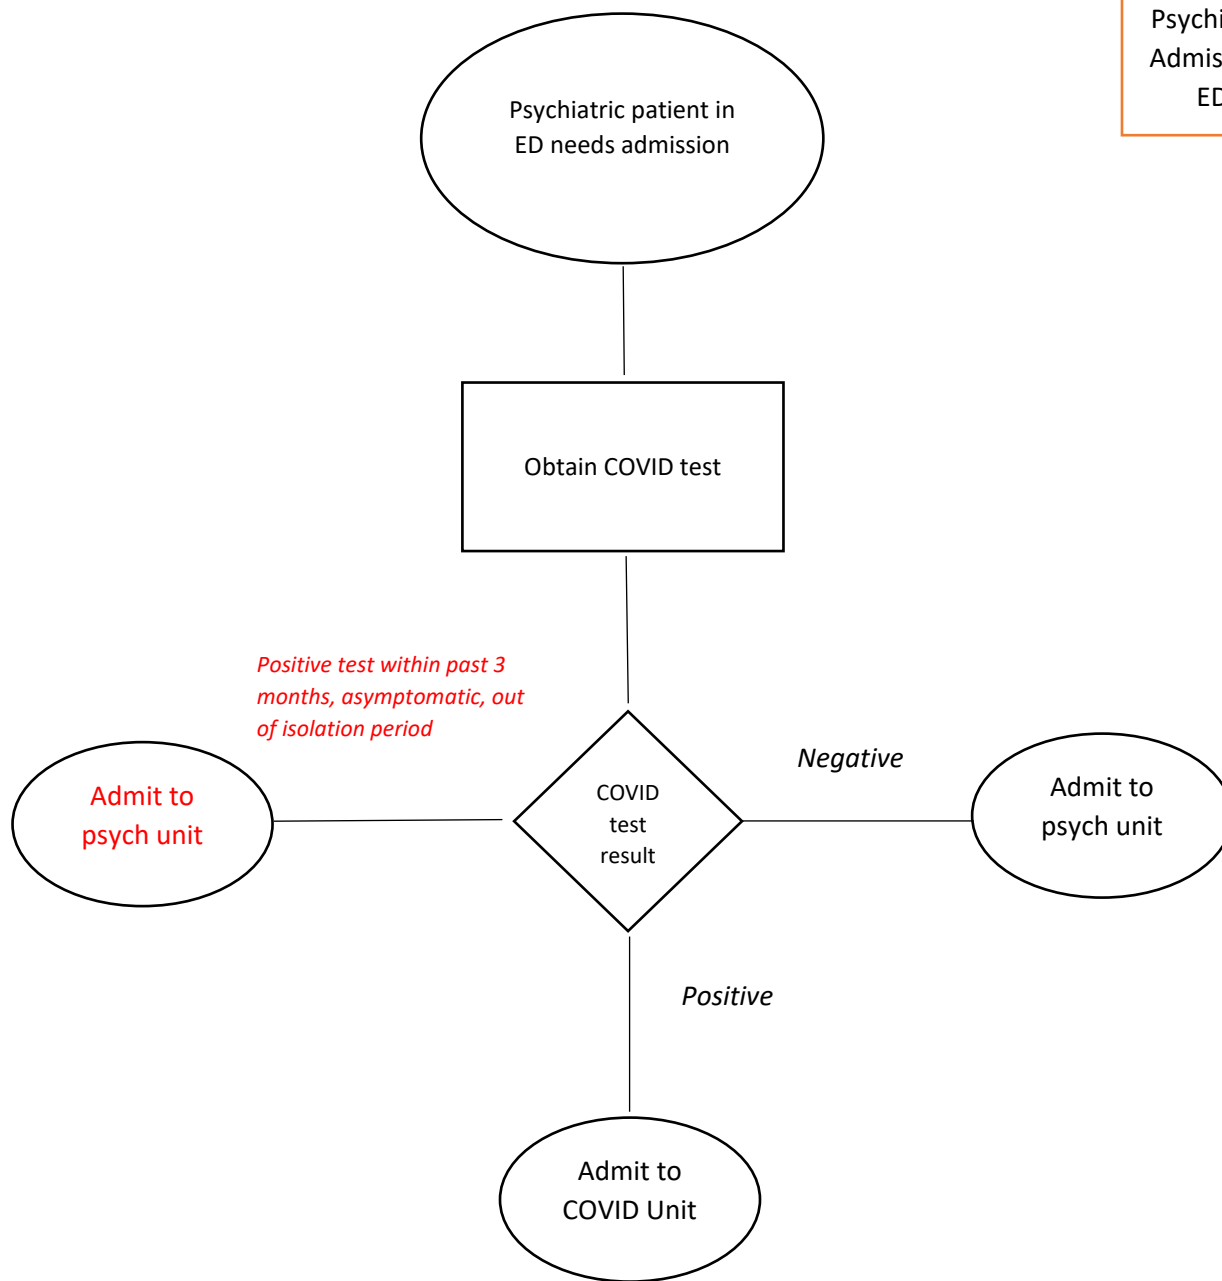 Psychiatric patient in
ED needs admission
Obtain COVID test
Positive test within past 3
months, asymptomatic, out
of isolation period
Admit to
psych unit
COVID
test
result
Negative
Admit to
psych unit
Positive
Admit to
COVID Unit